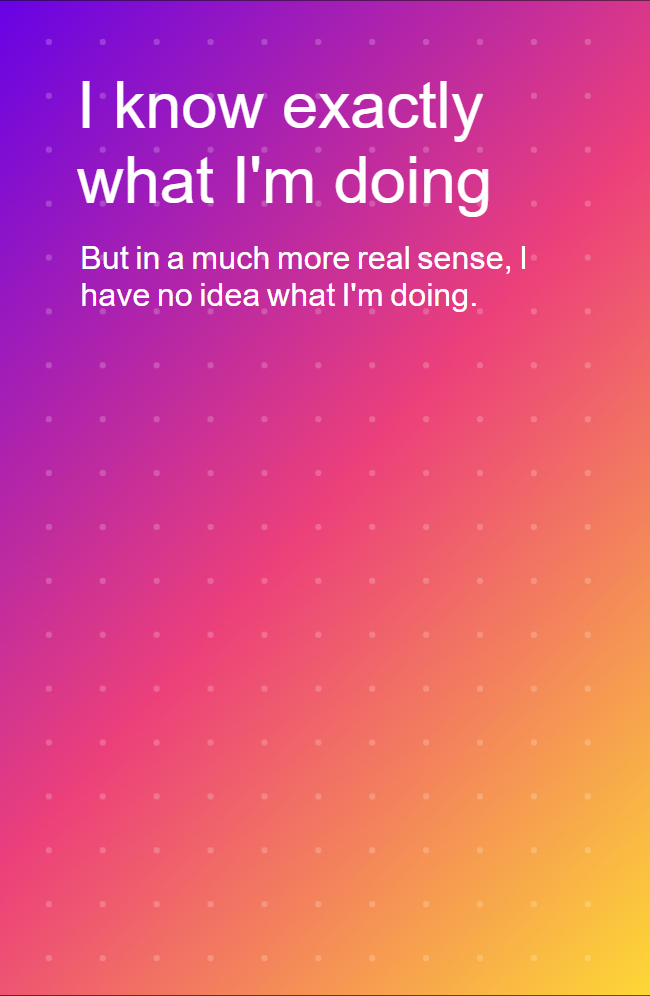 I know exactly
what I'm doing
But in a much more real sense, I
have no idea what I'm doing.